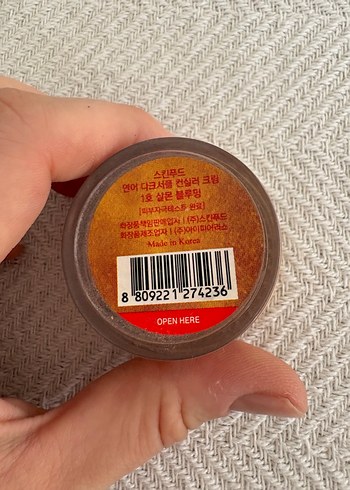 스킨푸드
연어 다크서클 컨실러 크림
1호 살몬 블루밍
[피부자극테스트 완료]
화장품책임판매업자 | (주)스킨푸드
화장품제조업자 | (주)아이피어리스
Made in Korea
8 809221 274236
OPEN HERE